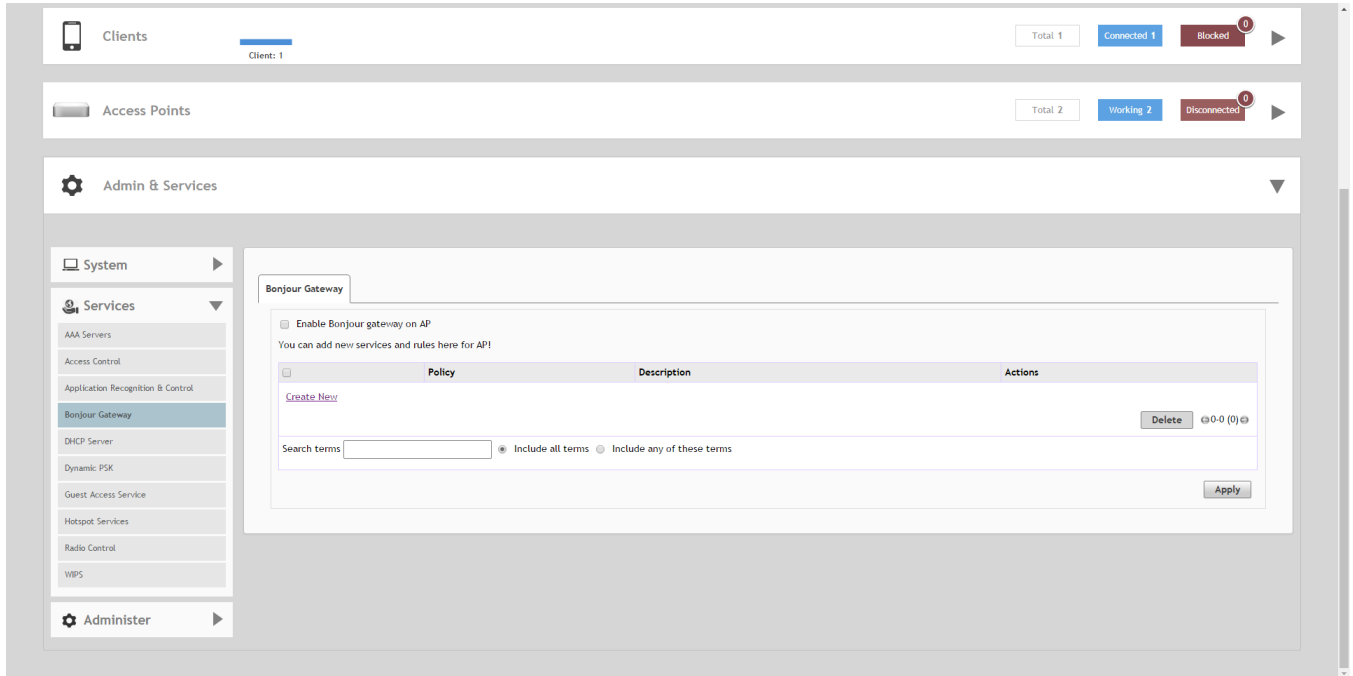 Clients
Client: 1
Total 1
Connected 1
Blocked
0
Access Points
Total 2
Working 2
Disconnected
0
Admin & Services
System
Services
AAA Servers
Access Control
Application Recognition & Control
Bonjour Gateway
DHCP Server
Dynamic PSK
Guest Access Service
Hotspot Services
Radio Control
WIPS
Administer
Bonjour Gateway
Enable Bonjour gateway on AP
You can add new services and rules here for AP!
Policy Description Actions
Create New
Delete 0-0 (0)
Search terms Include all terms Include any of these terms
Apply